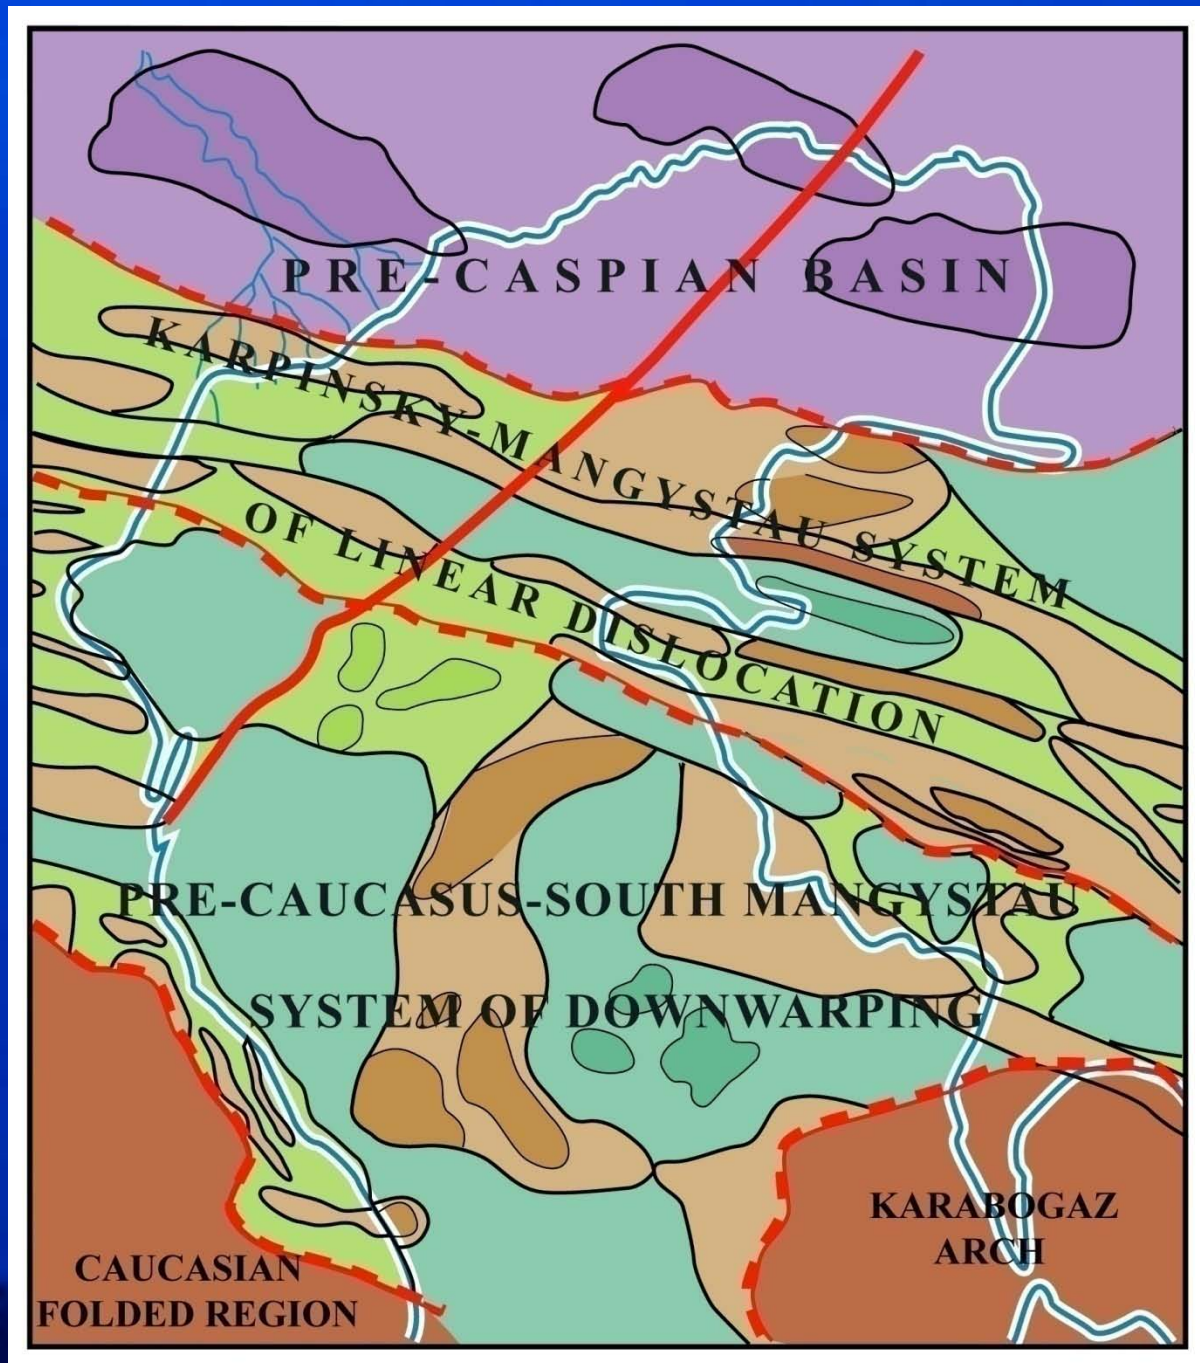 PRE-CASPIAN BASIN
KARPINSKY-MANGYSTAU SYSTEM
OF LINEAR DISLOCATION
PRE-CAUCASUS-SOUTH MANGYSTAU
SYSTEM OF DOWNWARPING
KARABOGAZ
ARCH
CAUCASIAN
FOLDED REGION